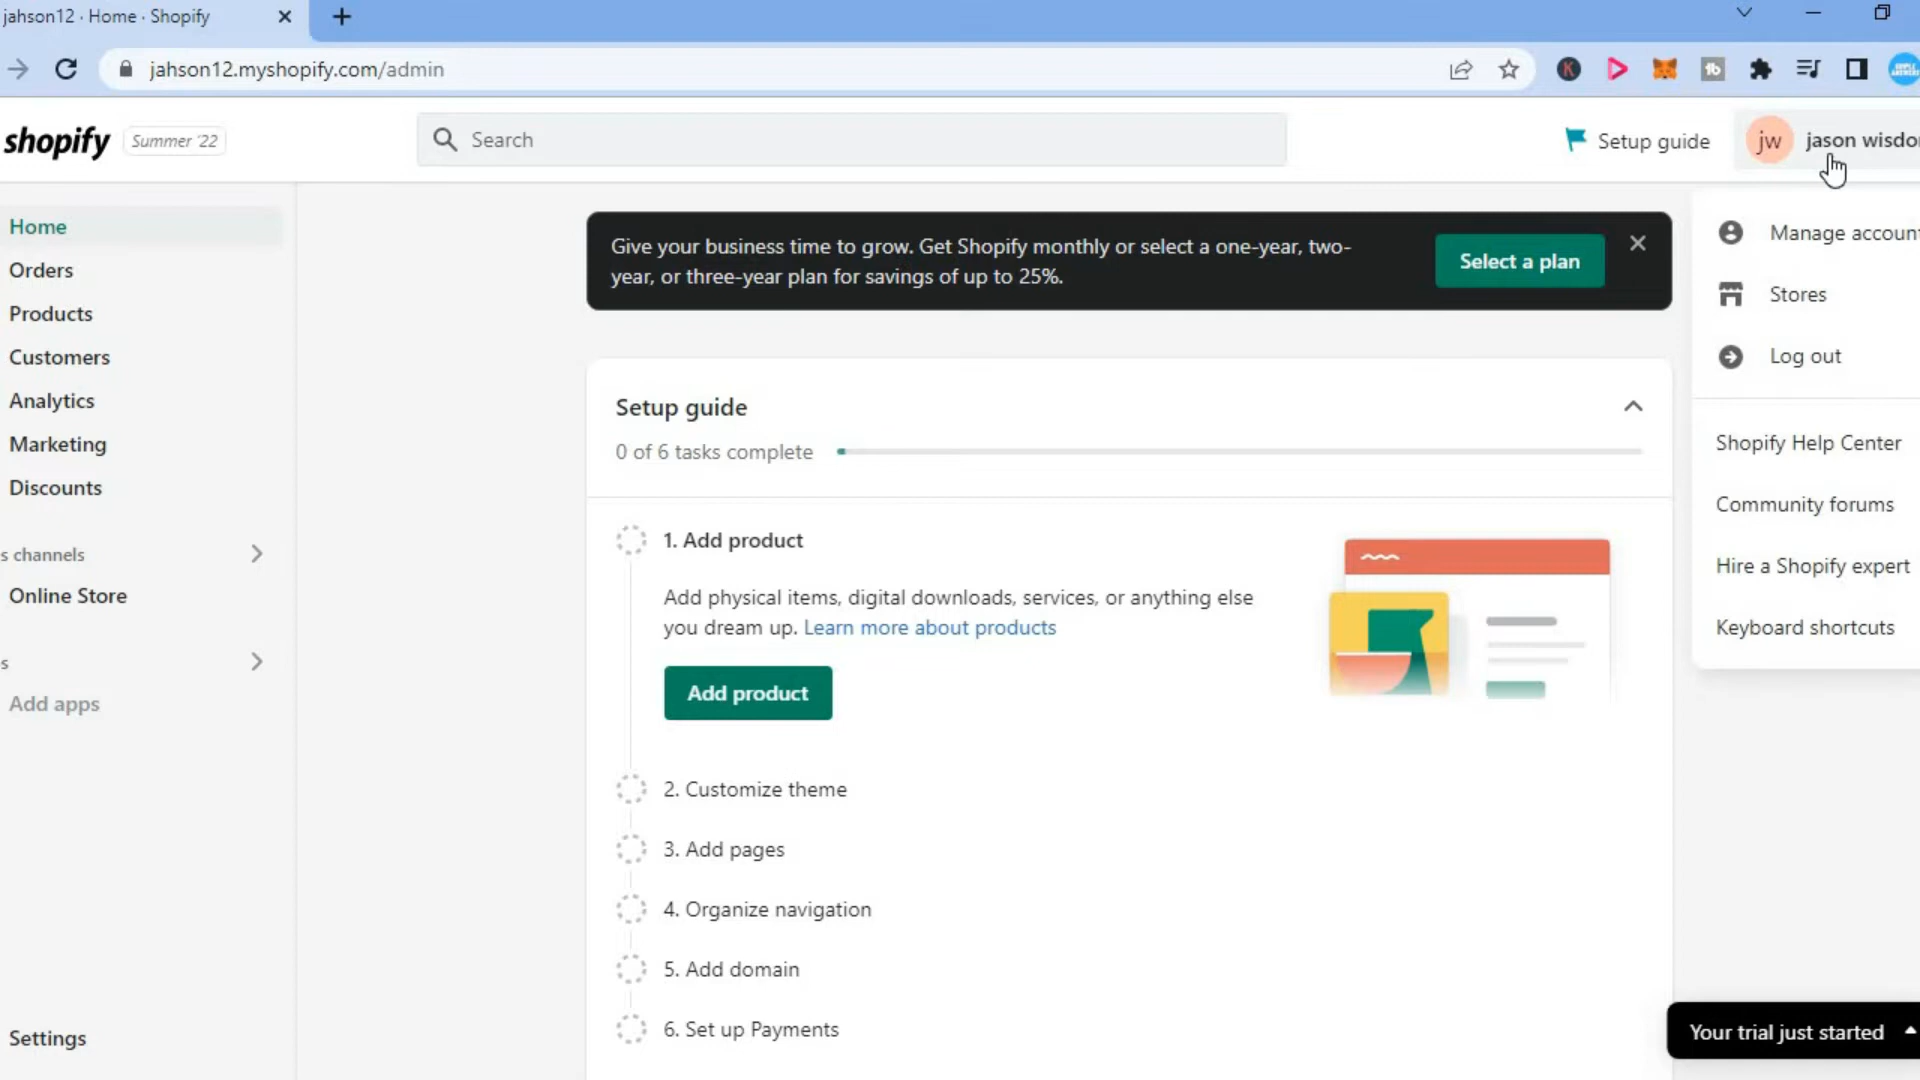 jahson12 · Home · Shopify
jahson12.myshopify.com/admin
shopify
Summer '22
Search
Setup guide
jw
jason wisdo
Home
Orders
Products
Customers
Analytics
Marketing
Discounts
s channels
Online Store
s
Add apps
Settings
Give your business time to grow. Get Shopify monthly or select a one-year, two-
year, or three-year plan for savings of up to 25%.
Select a plan
Setup guide
0 of 6 tasks complete
1. Add product
Add physical items, digital downloads, services, or anything else
you dream up. Learn more about products
Add product
2. Customize theme
3. Add pages
4. Organize navigation
5. Add domain
6. Set up Payments
Manage accoun
Stores
Log out
Shopify Help Center
Community forums
Hire a Shopify expert
Keyboard shortcuts
Your trial just started
K
tb